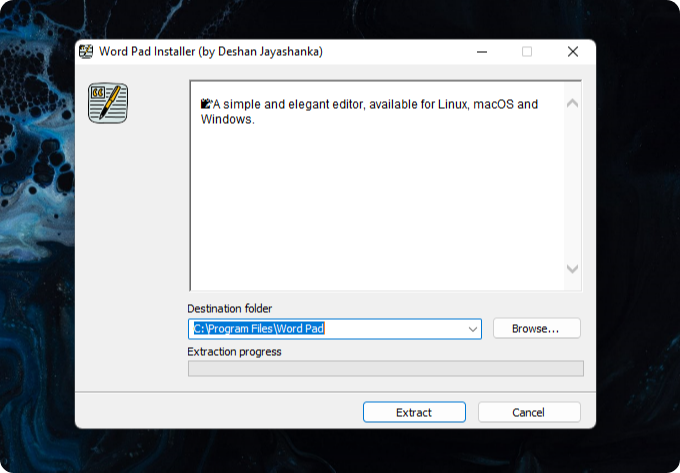 Word Pad Installer (by Deshan Jayashanka)
"A simple and elegant editor, available for Linux, macOS and
Windows.
Destination folder
C:\Program Files\Word Pad
Browse...
Extraction progress
Extract
Cancel